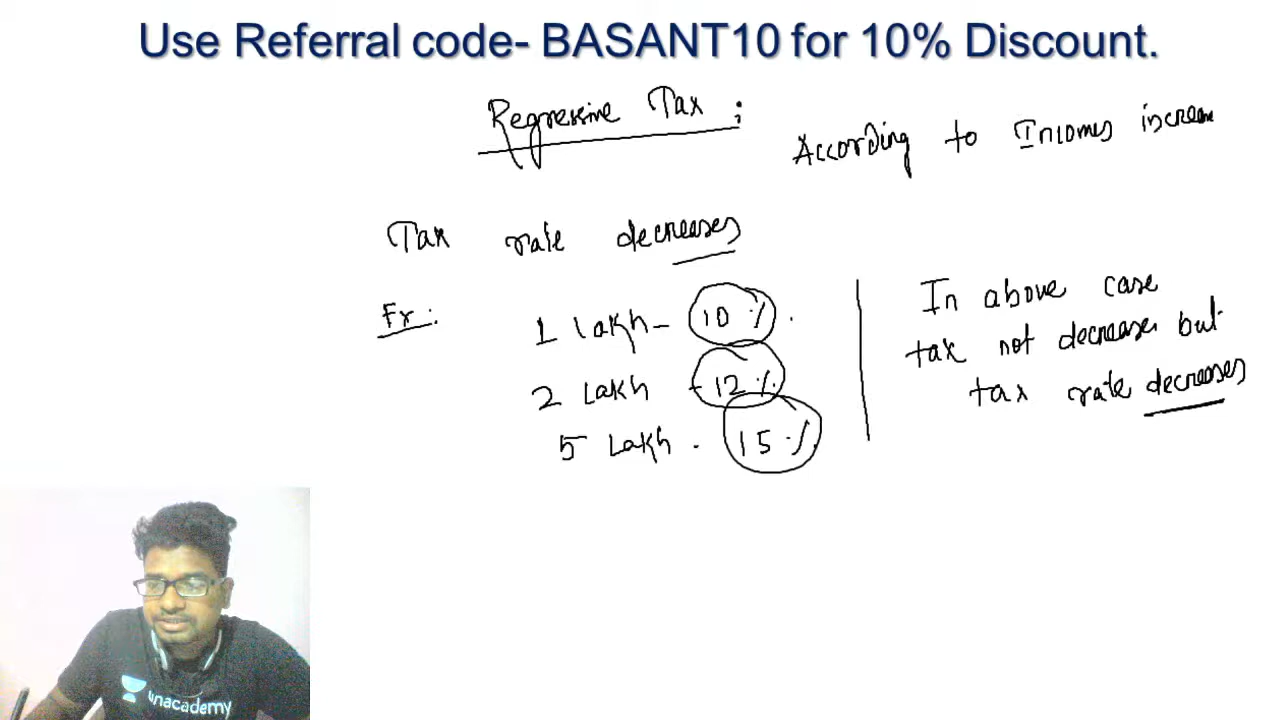 Use Referral code- BASANT10 for 10% Discount.
Regressive Tax :
According to Incomes increase
Tax rate decreases
Ex:
1 lakh - 10 %.
2 lakh - 12 %.
5 Lakh - 15 %.
In above case
tax not decreases but
tax rate decreases
unacademy